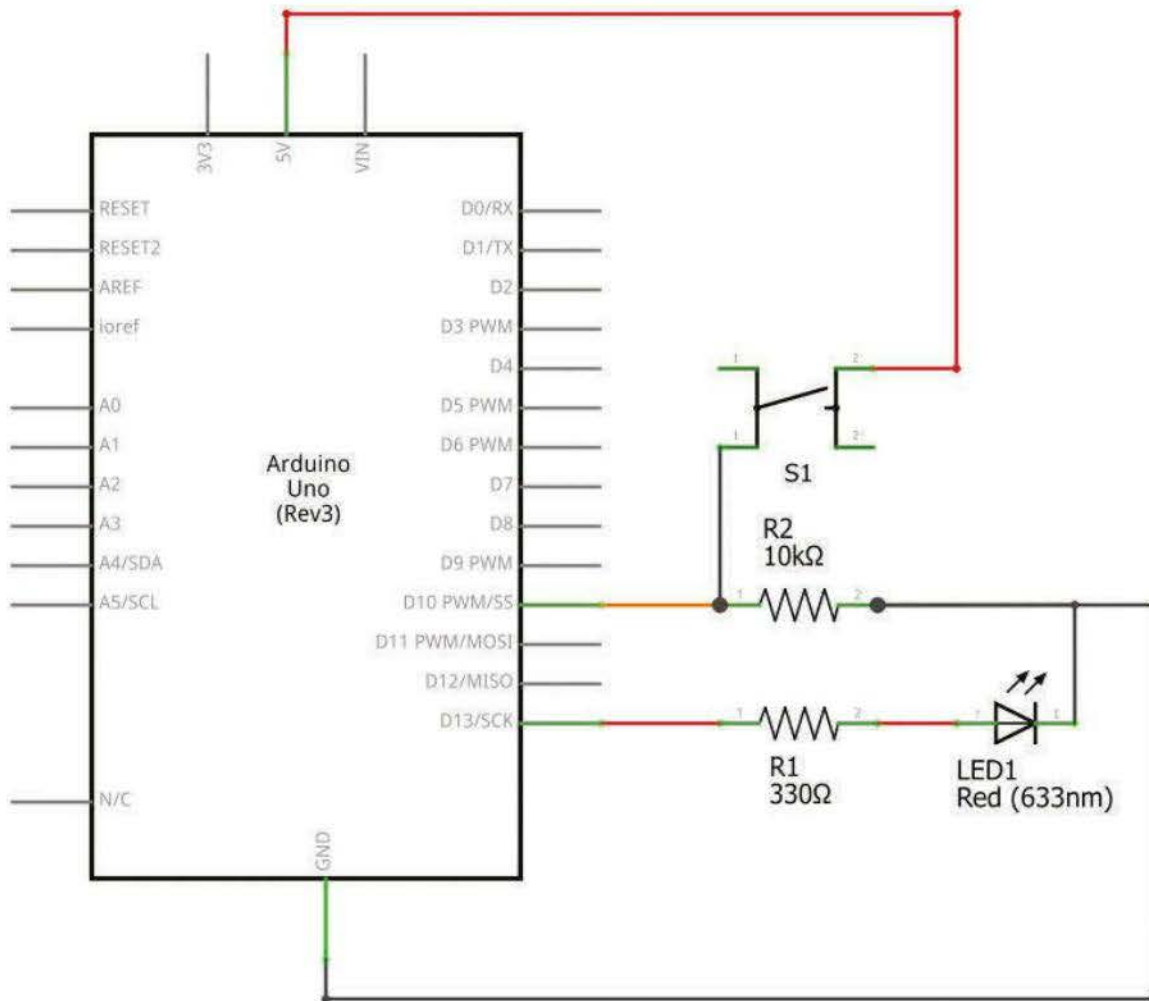 3V3
5V
VIN
RESET
RESET2
AREF
ioref
A0
A1
A2
A3
A4/SDA
A5/SCL
N/C
Arduino
Uno
(Rev3)
GND
D0/RX
D1/TX
D2
D3 PWM
D4
D5 PWM
D6 PWM
D7
D8
D9 PWM
D10 PWM/SS
D11 PWM/MOSI
D12/MISO
D13/SCK
1 2
1 2
S1
R2
10kΩ
1 2
1 2
R1
330Ω
LED1
Red (633nm)